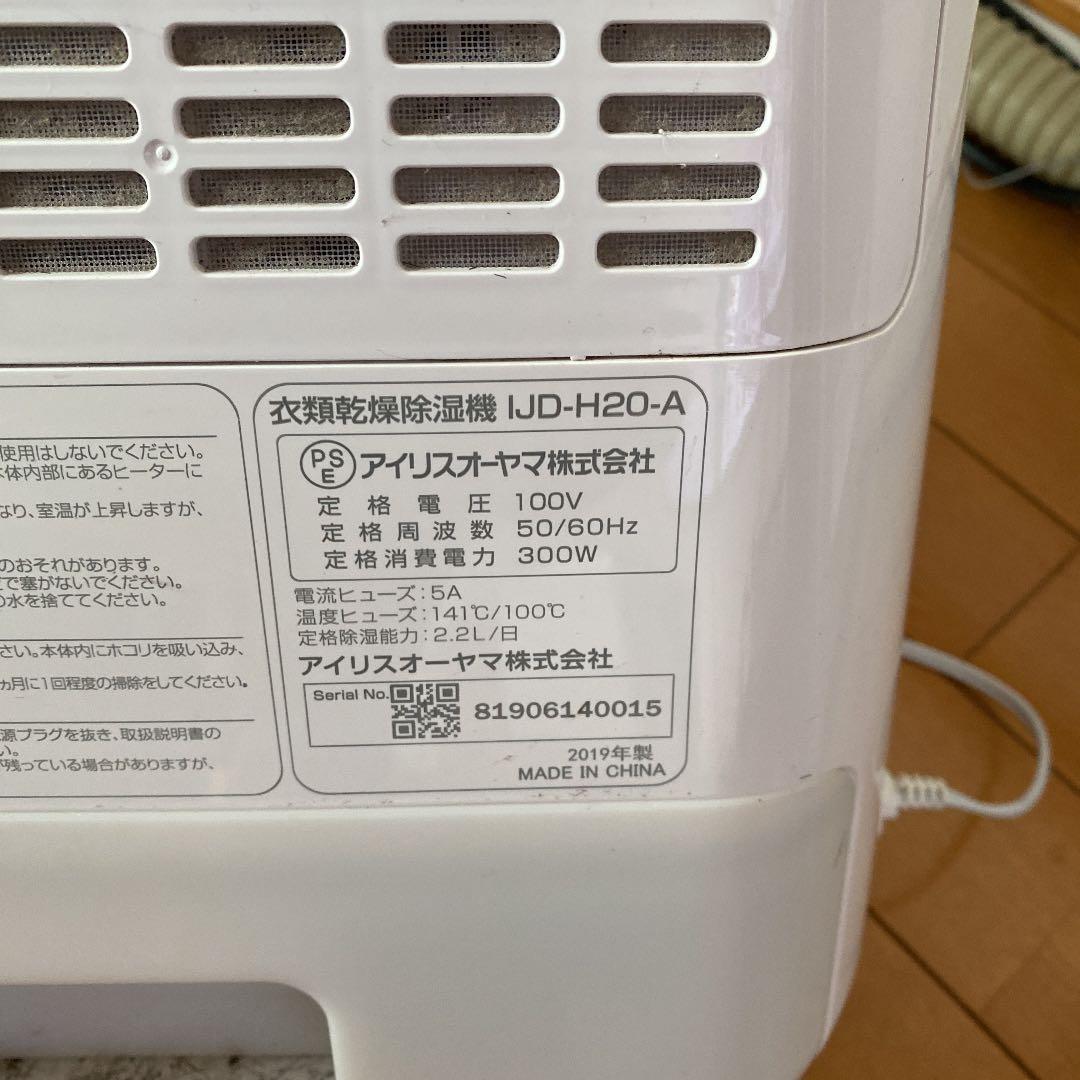 使用はしないでください。
体内部にあるヒーターに
なり、室温が上昇しますが、
のおそれがあります。
で塞がないでください。
の水を捨ててください。
さい。本体内にホコリを吸い込み、
ヵ月に1回程度の掃除をしてください。
源プラグを抜き、取扱説明書の
い。
残っている場合がありますが、
衣類乾燥除湿機 IJD-H20-A
PSE アイリスオーヤマ株式会社
定格電圧 100V
定格周波数 50/60Hz
定格消費電力 300W
電流ヒューズ:5A
温度ヒューズ:141℃/100℃
定格除湿能力:2.2L/日
アイリスオーヤマ株式会社
Serial No. 81906140015
2019年製
MADE IN CHINA